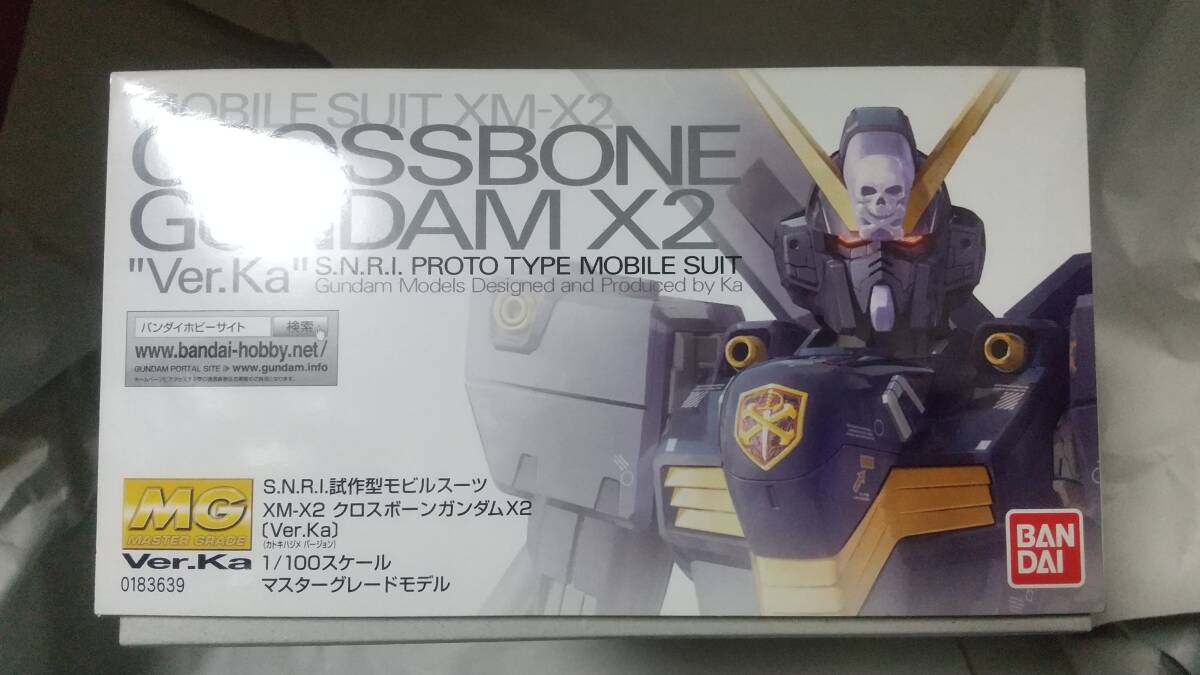 MOBILE SUIT XM-X2
CROSSBONE
GUNDAM X2
"Ver.Ka" S.N.R.I. PROTO TYPE MOBILE SUIT
Gundam Models Designed and Produced by Ka
バンダイホビーサイト 検索
www.bandai-hobby.net/
GUNDAM PORTAL SITE www.gundam.info
MG
MASTER GRADE
Ver.Ka
0183639
S.N.R.I.試作型モビルスーツ
XM-X2 クロスボーンガンダムX2
〔Ver.Ka〕
(カトキハジメ バージョン)
1/100スケール
マスターグレードモデル
BAN
DAI